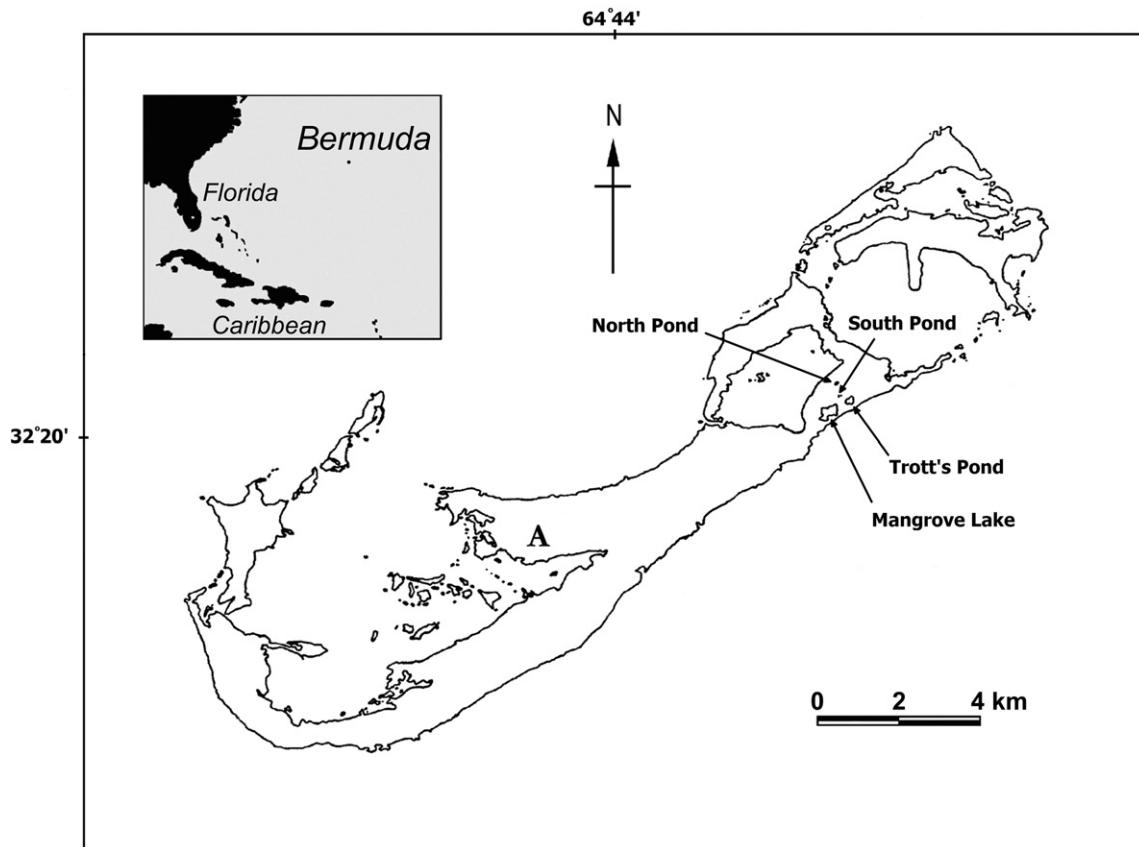 64°44'
Bermuda
Florida
Caribbean
N
North Pond
South Pond
32°20'
Trott's Pond
Mangrove Lake
A
0 2 4 km